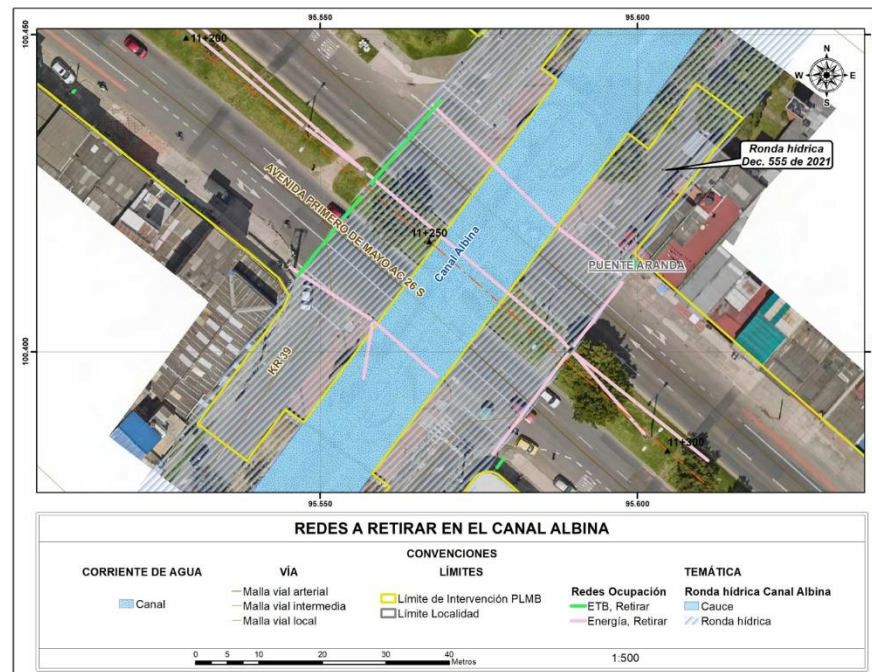 95.550
95.600
100.450
11+200
N
W
E
S
Ronda hídrica
Dec. 555 de 2021
AVENIDA PRIMERO DE MAYO AC 26 S
11+250
Canal Albina
PUENTE ARANDA
100.400
KR 39
11+300
95.550
95.600
REDES A RETIRAR EN EL CANAL ALBINA
CONVENCIONES
CORRIENTE DE AGUA
Canal
VÍA
Malla vial arterial
Malla vial intermedia
Malla vial local
LÍMITES
Límite de Intervención PLMB
Límite Localidad
TEMÁTICA
Redes Ocupación
ETB, Retirar
Energía, Retirar
Ronda hídrica Canal Albina
Cauce
Ronda hídrica
0 5 10 20 30 40
Metros
1:500